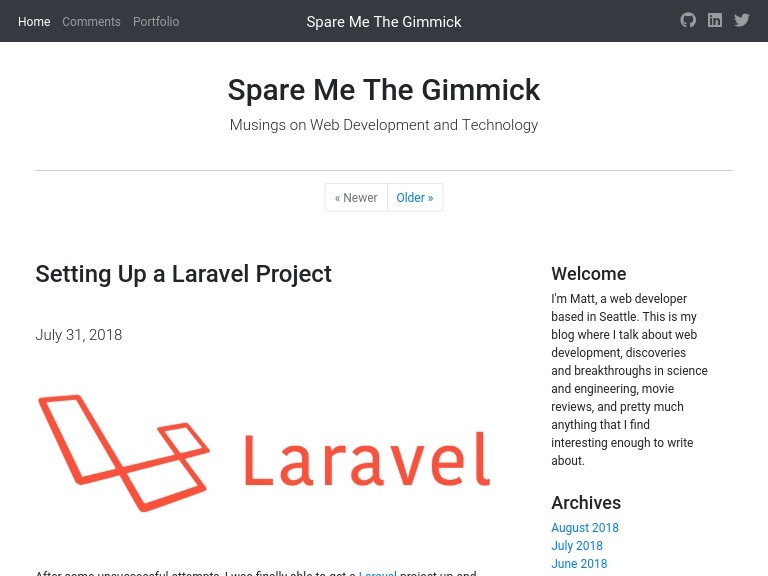 Home Comments Portfolio Spare Me The Gimmick
Spare Me The Gimmick
Musings on Web Development and Technology
« Newer Older »
Setting Up a Laravel Project
July 31, 2018
Laravel
After some unsuccessful attempts, I was finally able to get a Laravel project up and
Welcome
I'm Matt, a web developer
based in Seattle. This is my
blog where I talk about web
development, discoveries
and breakthroughs in science
and engineering, movie
reviews, and pretty much
anything that I find
interesting enough to write
about.
Archives
August 2018
July 2018
June 2018